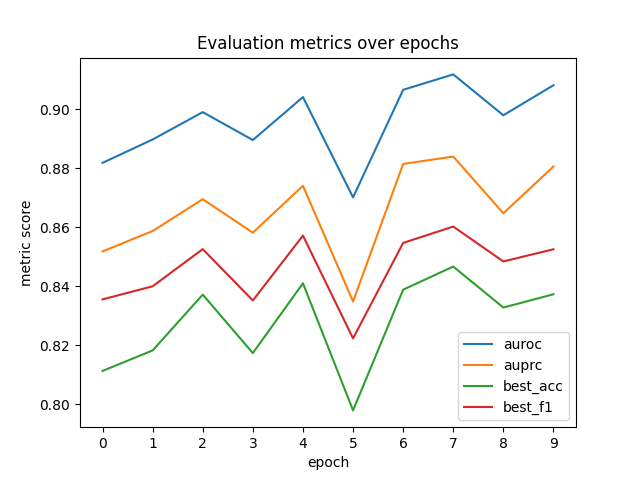 Evaluation metrics over epochs
metric score
0.90
0.88
0.86
0.84
0.82
0.80
auroc
auprc
best_acc
best_f1
0 1 2 3 4 5 6 7 8 9
epoch